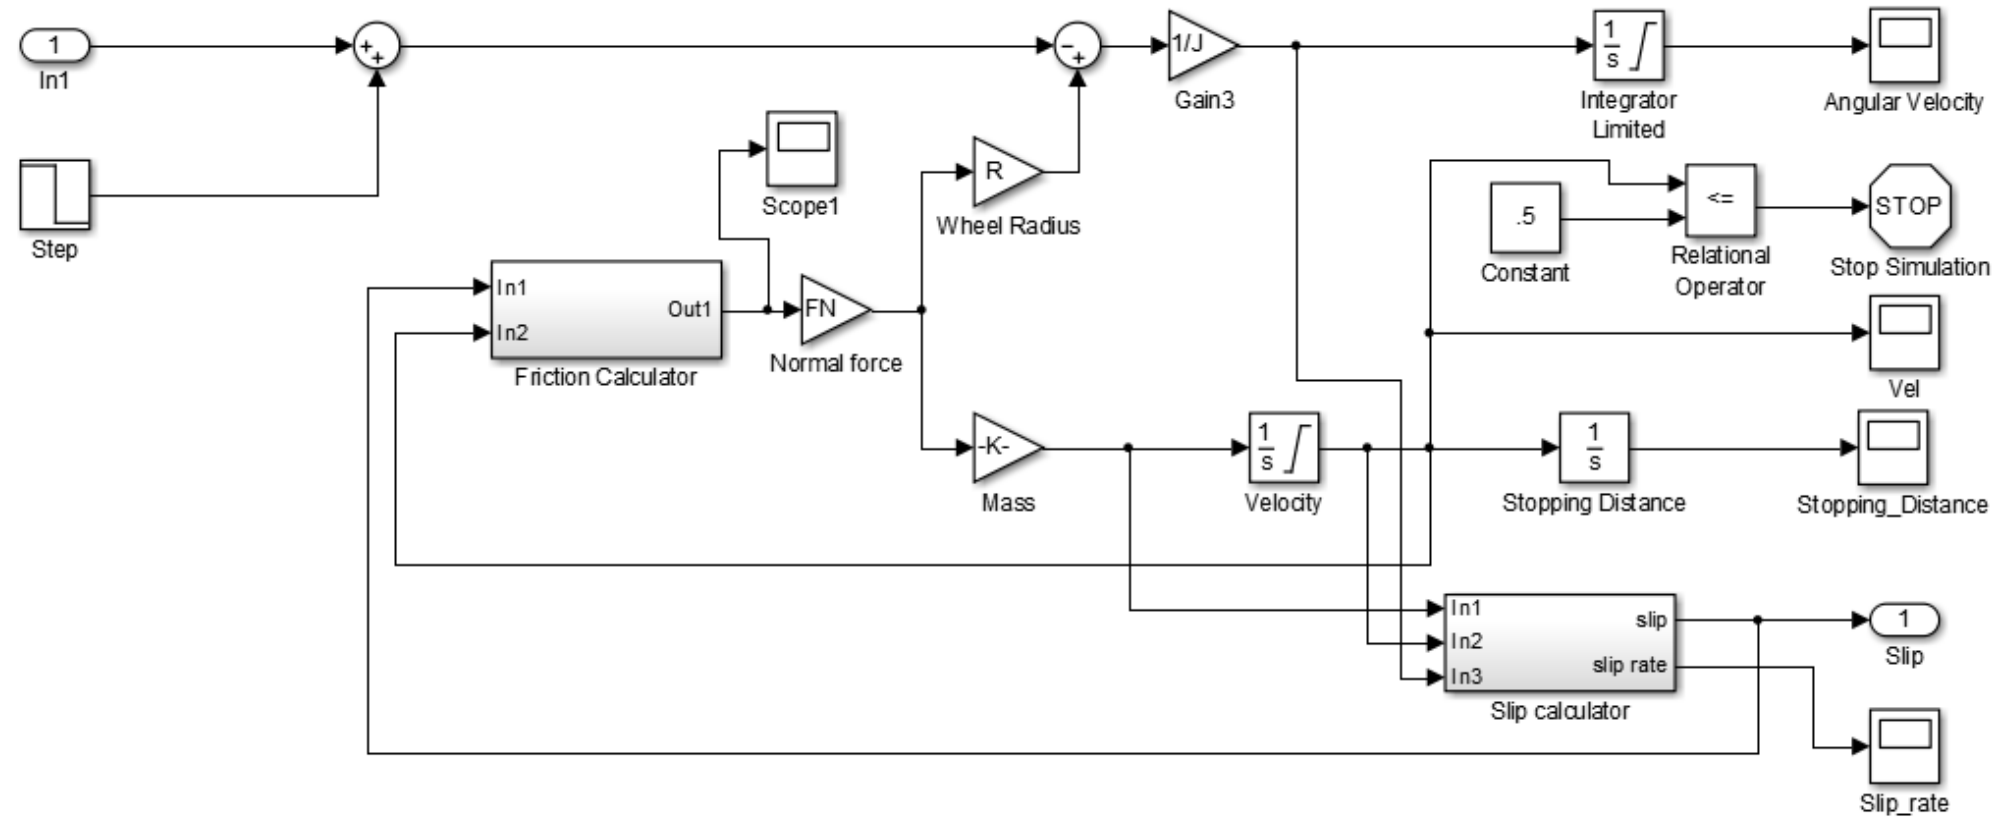 1
In1
+
+
Step
−
+
1/J
Gain3
1
s
Integrator
Limited
Angular Velocity
Scope1
R
Wheel Radius
.5
Constant
<=
Relational
Operator
STOP
Stop Simulation
In1
In2
Out1
Friction Calculator
FN
Normal force
Vel
-K-
Mass
1
s
Velocity
1
s
Stopping Distance
Stopping_Distance
In1
In2
In3
slip
slip rate
Slip calculator
1
Slip
Slip_rate